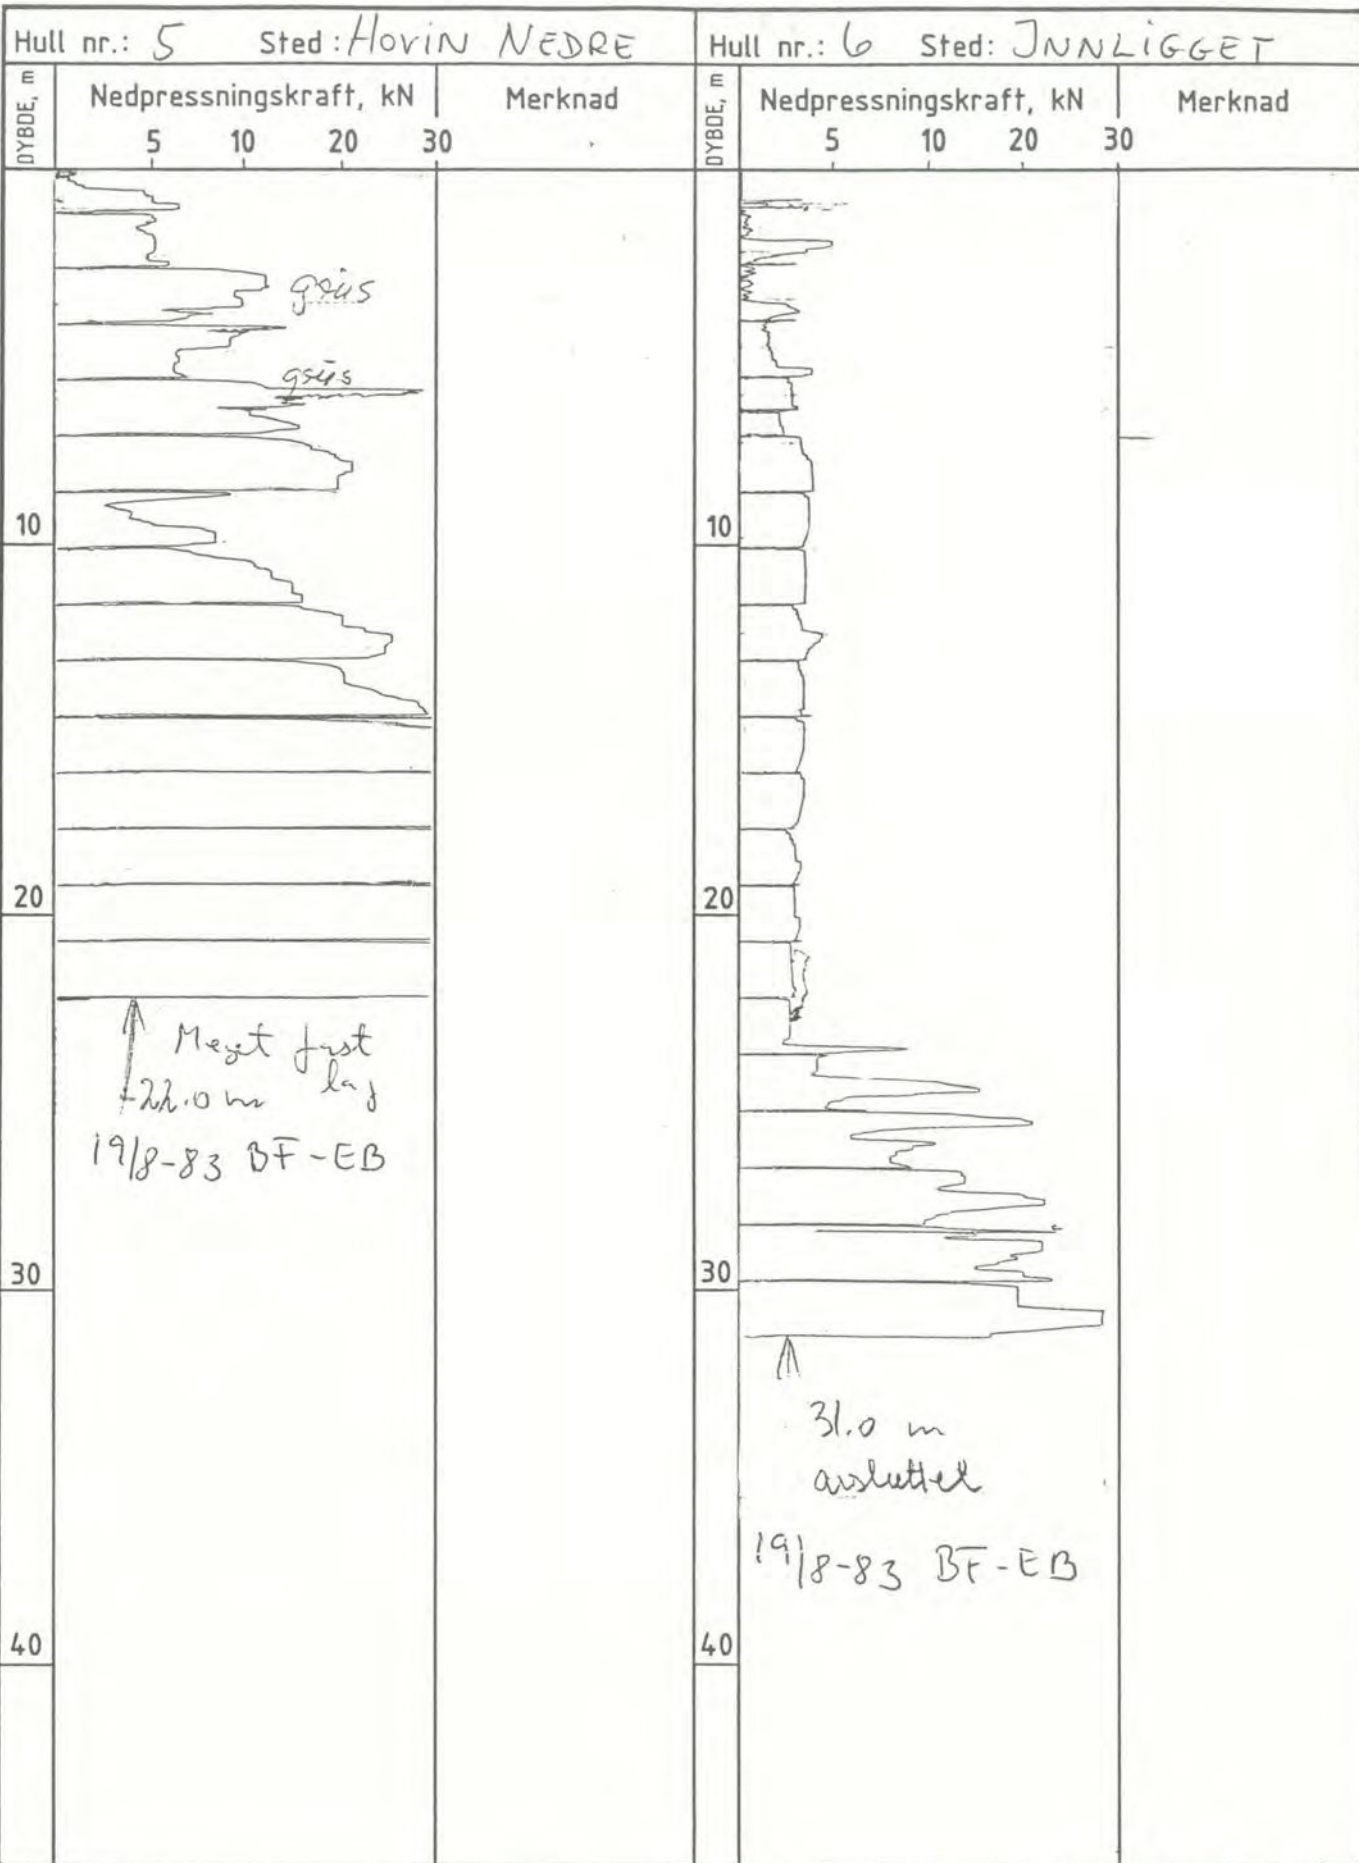 Hull nr.: 5 Sted: HOVIN NEDRE
DYBDE, m
Nedpressningskraft, kN
Merknad
5 10 20 30
grus
grus
10
20
Meget fast
lag
22.0 m
19/8-83 BF-EB
30
40
Hull nr.: 6 Sted: INNLIGGET
DYBDE, m
Nedpressningskraft, kN
Merknad
5 10 20 30
10
20
30
31.0 m
avsluttet
19/8-83 BF-EB
40